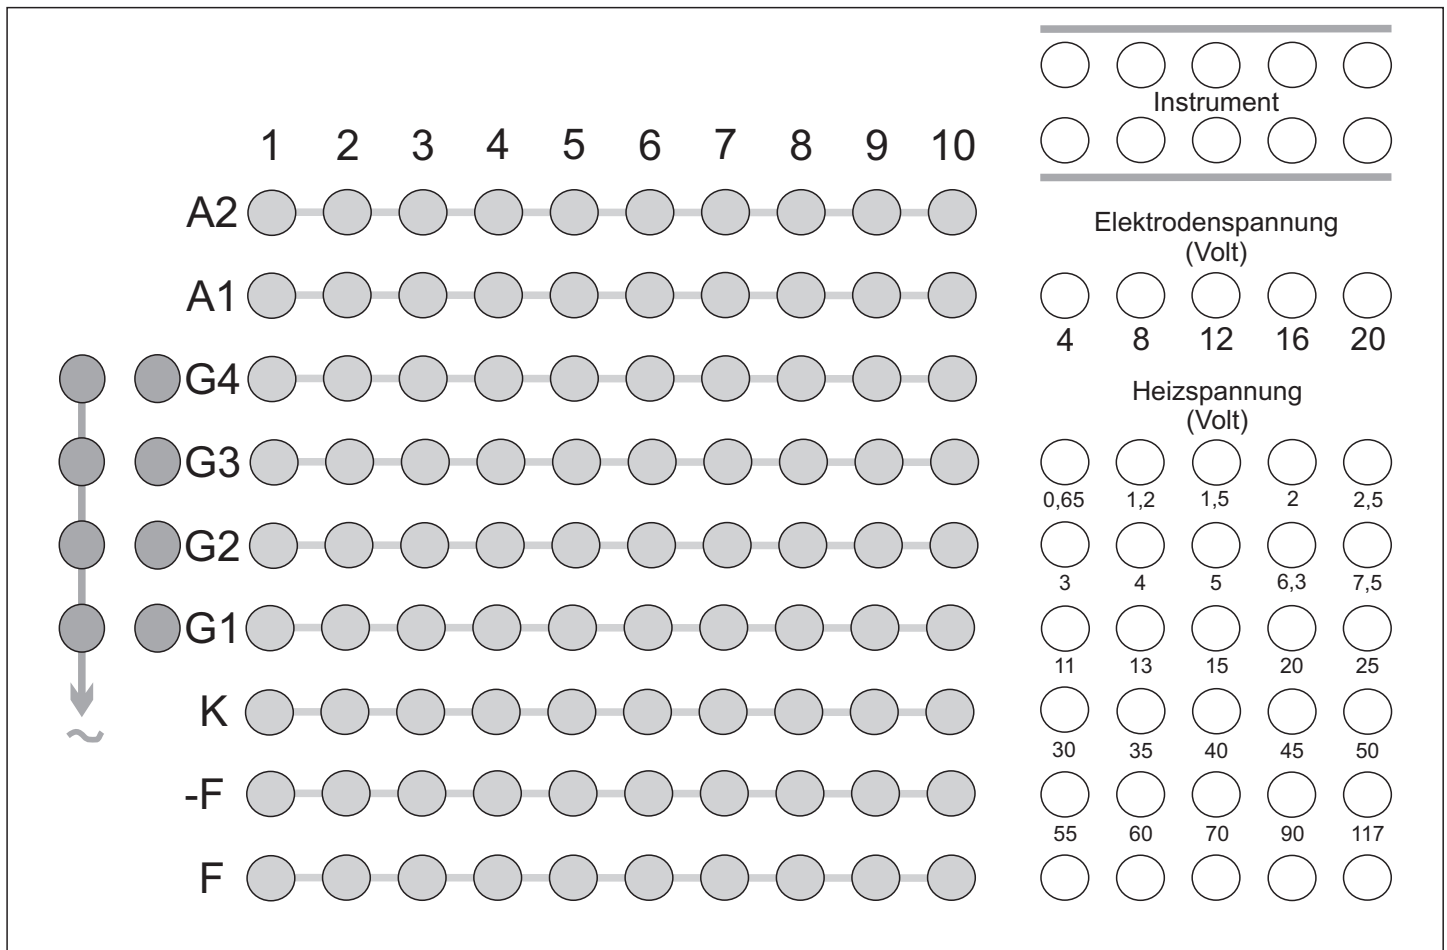 Instrument
1 2 3 4 5 6 7 8 9 10
A2
Elektrodenspannung
(Volt)
A1
4 8 12 16 20
G4
Heizspannung
(Volt)
G3
0,65 1,2 1,5 2 2,5
G2
3 4 5 6,3 7,5
G1
11 13 15 20 25
K
~
30 35 40 45 50
-F
55 60 70 90 117
F